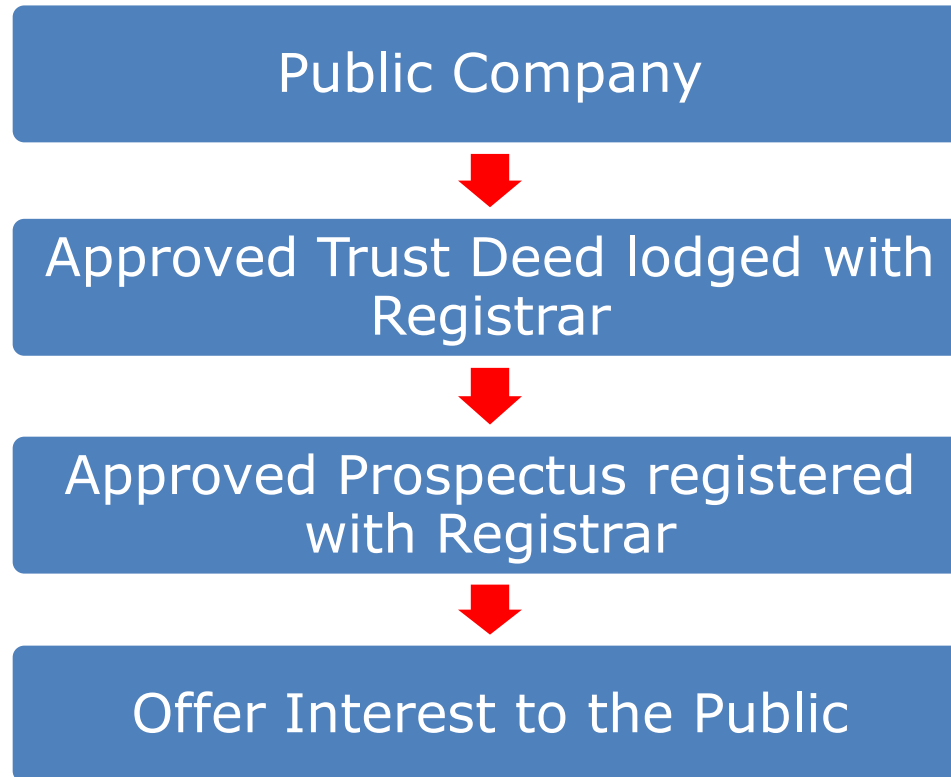 Public Company
Approved Trust Deed lodged with
Registrar
Approved Prospectus registered
with Registrar
Offer Interest to the Public